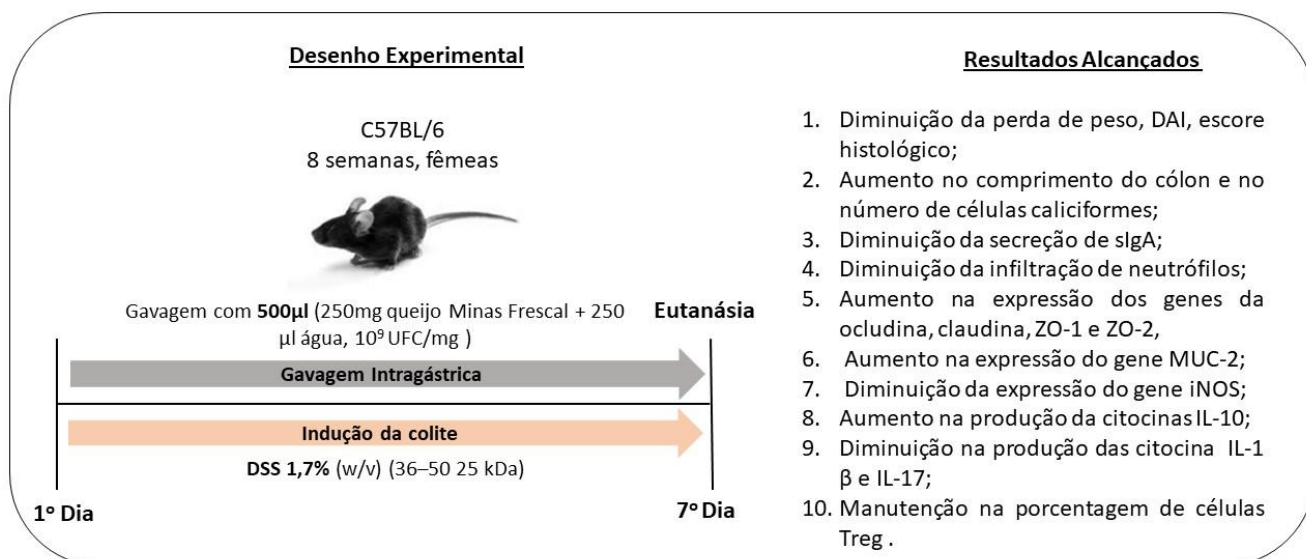 Desenho Experimental
C57BL/6
8 semanas, fêmeas
Gavagem com 500µl (250mg queijo Minas Frescal + 250
µl água, 10⁹ UFC/mg )
Eutanásia
Gavagem Intragástrica
Indução da colite
DSS 1,7% (w/v) (36–50 25 kDa)
1º Dia
7º Dia
Resultados Alcançados
1. Diminuição da perda de peso, DAI, escore
histológico;
2. Aumento no comprimento do cólon e no
número de células caliciformes;
3. Diminuição da secreção de sIgA;
4. Diminuição da infiltração de neutrófilos;
5. Aumento na expressão dos genes da
ocludina, claudina, ZO-1 e ZO-2,
6. Aumento na expressão do gene MUC-2;
7. Diminuição da expressão do gene iNOS;
8. Aumento na produção da citocinas IL-10;
9. Diminuição na produção das citocina IL-1
β e IL-17;
10. Manutenção na porcentagem de células
Treg .